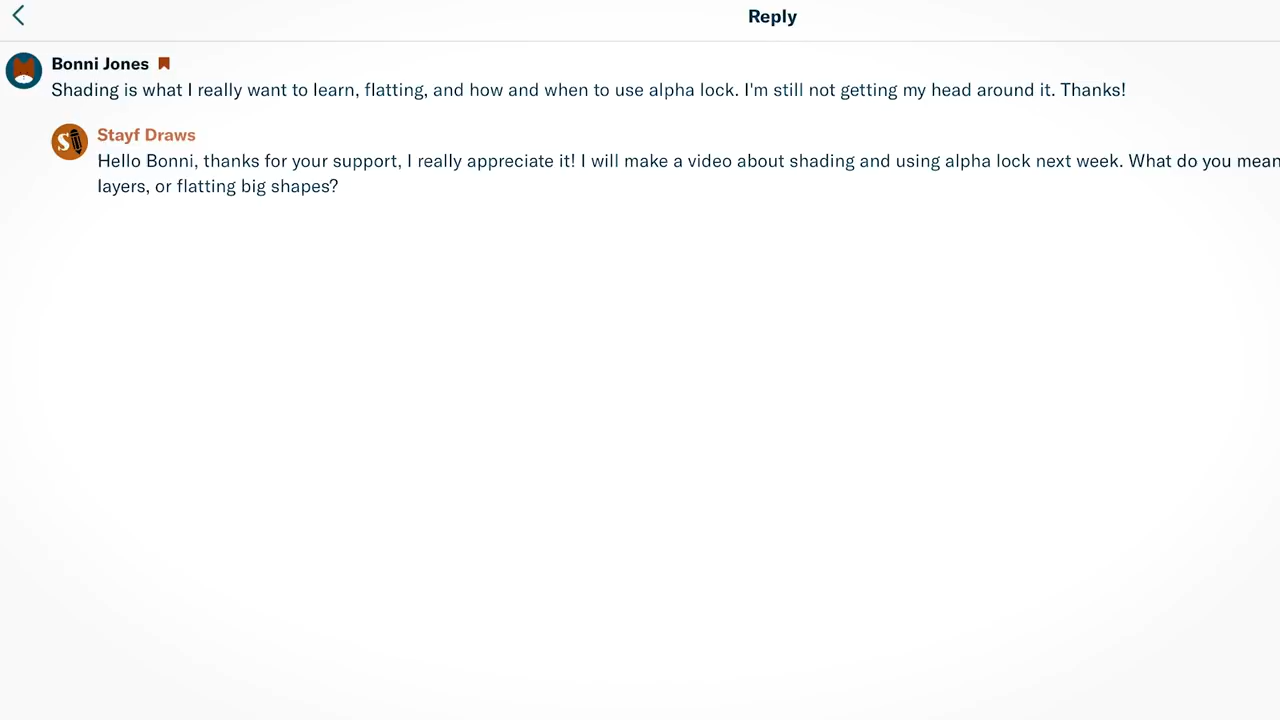 Reply
Bonni Jones
Shading is what I really want to learn, flatting, and how and when to use alpha lock. I'm still not getting my head around it. Thanks!
Stayf Draws
Hello Bonni, thanks for your support, I really appreciate it! I will make a video about shading and using alpha lock next week. What do you mean
layers, or flatting big shapes?